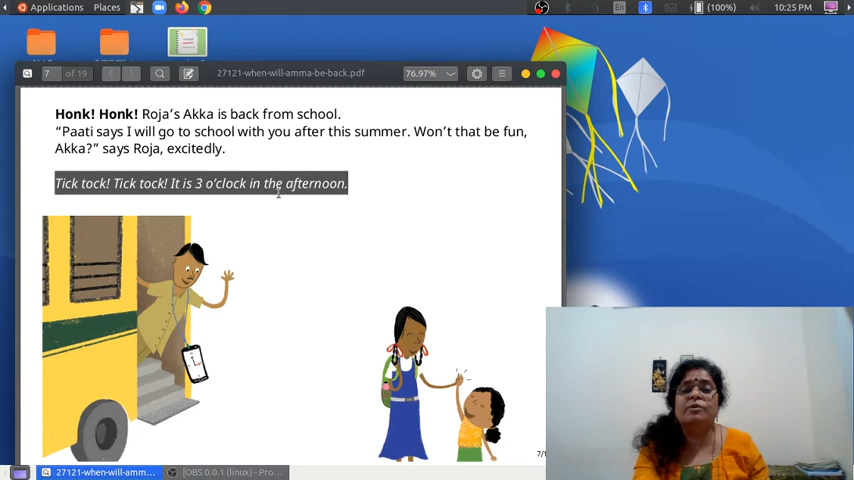 Applications Places En (100%) 10:25 PM
7 of 19 27121-when-will-amma-be-back.pdf 76.97%
Honk! Honk! Roja's Akka is back from school.
“Paati says I will go to school with you after this summer. Won't that be fun,
Akka?” says Roja, excitedly.
Tick tock! Tick tock! It is 3 o'clock in the afternoon.
27121-when-will-amm... [OBS 0.0.1 (linux) - Pro...